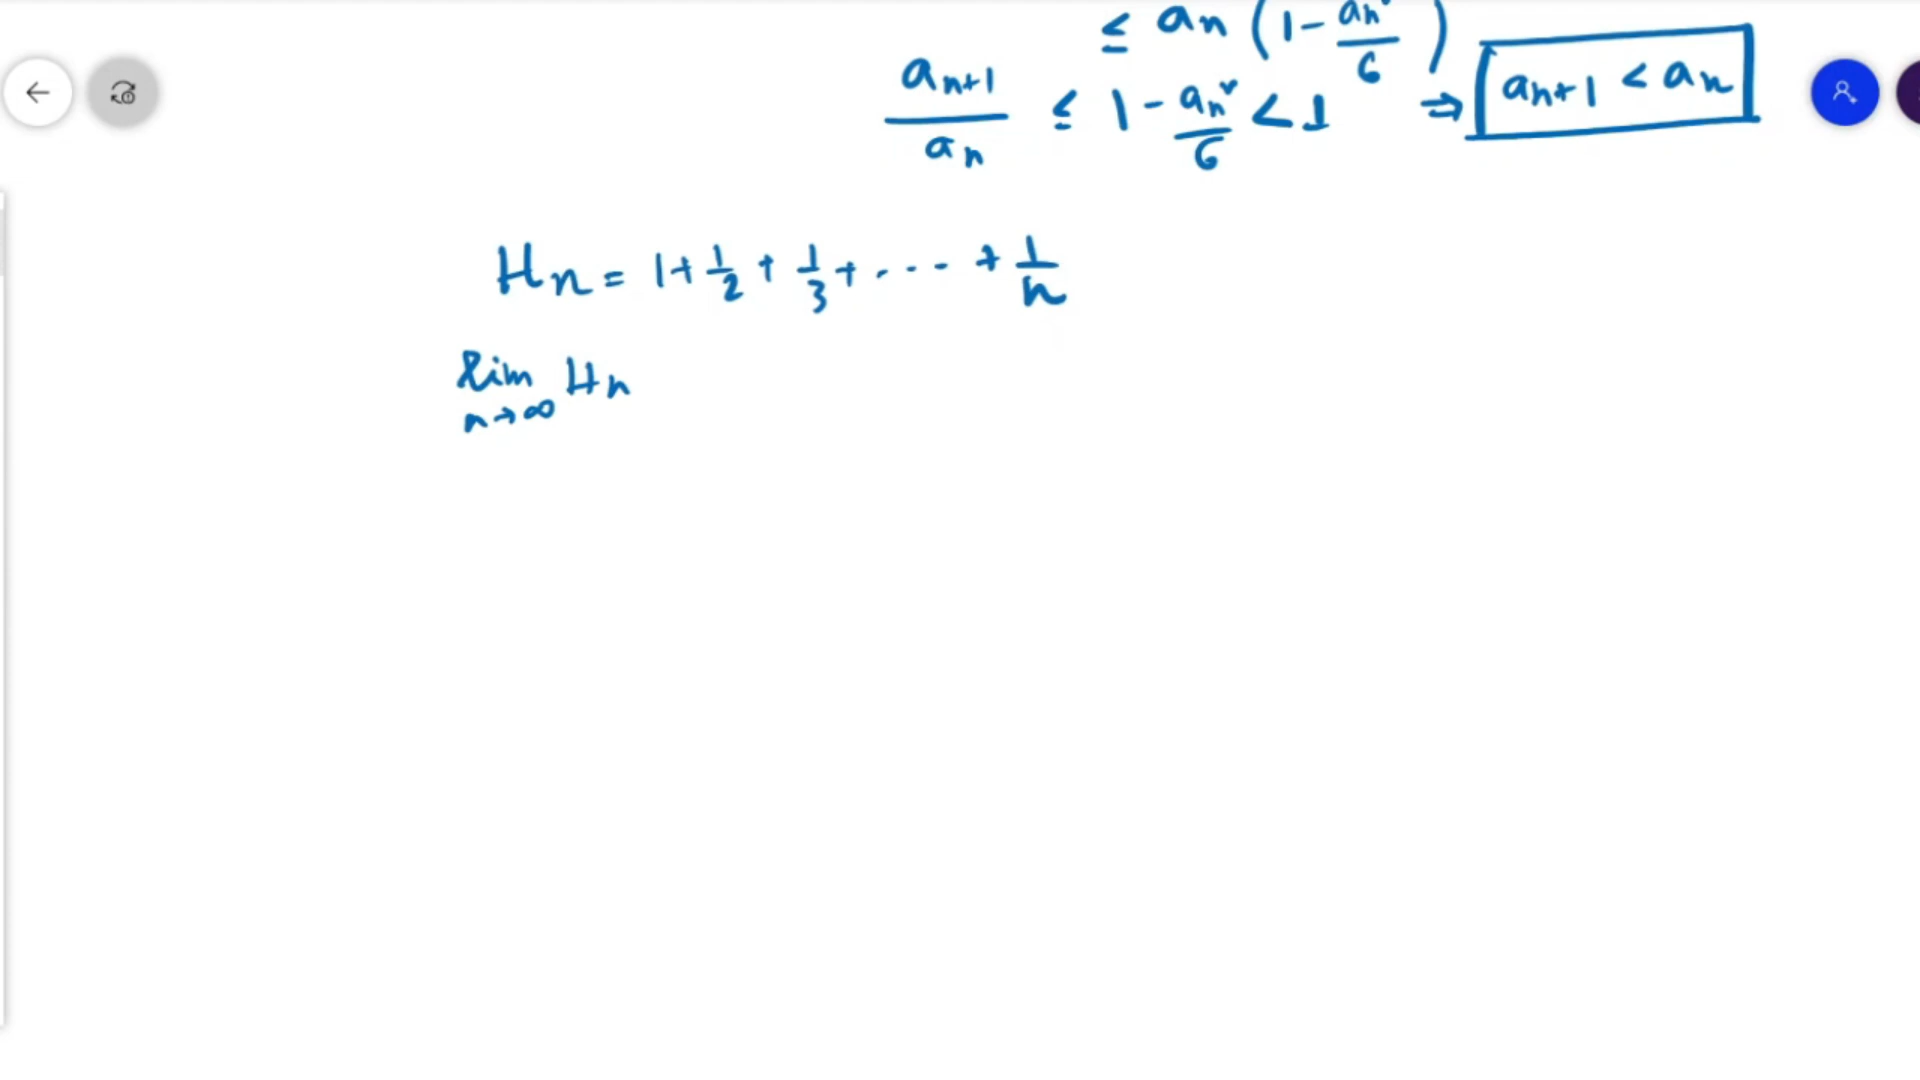 ≤ an (1 - an²/6)
an+1/an ≤ 1 - an²/6 < 1 ⇒ an+1 < an
Hn = 1 + 1/2 + 1/3 + ... + 1/n
lim n→∞ Hn